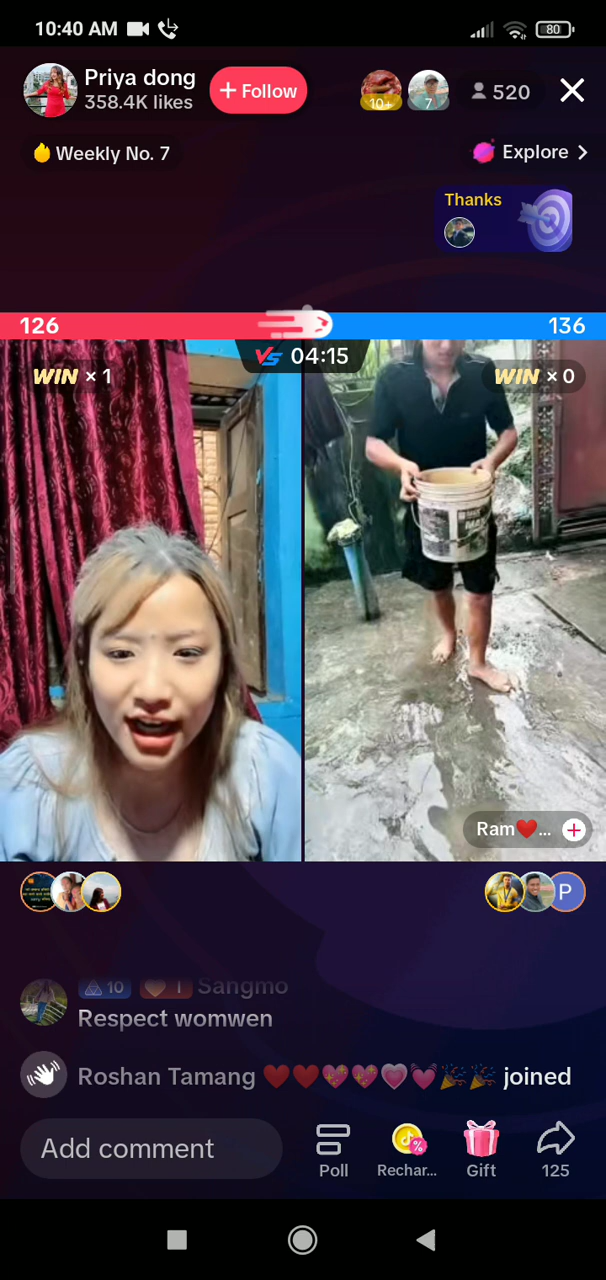 10:40 AM
80
Priya dong
358.4K likes
+ Follow
10+
7
520
Weekly No. 7
Explore
Thanks
126
136
VS 04:15
WIN × 1
WIN × 0
Ram❤️...
P
10
1
Sangmo
Respect womwen
Roshan Tamang ❤️❤️💖💖💗💓🎉🎉 joined
Add comment
Poll
Rechar...
Gift
125